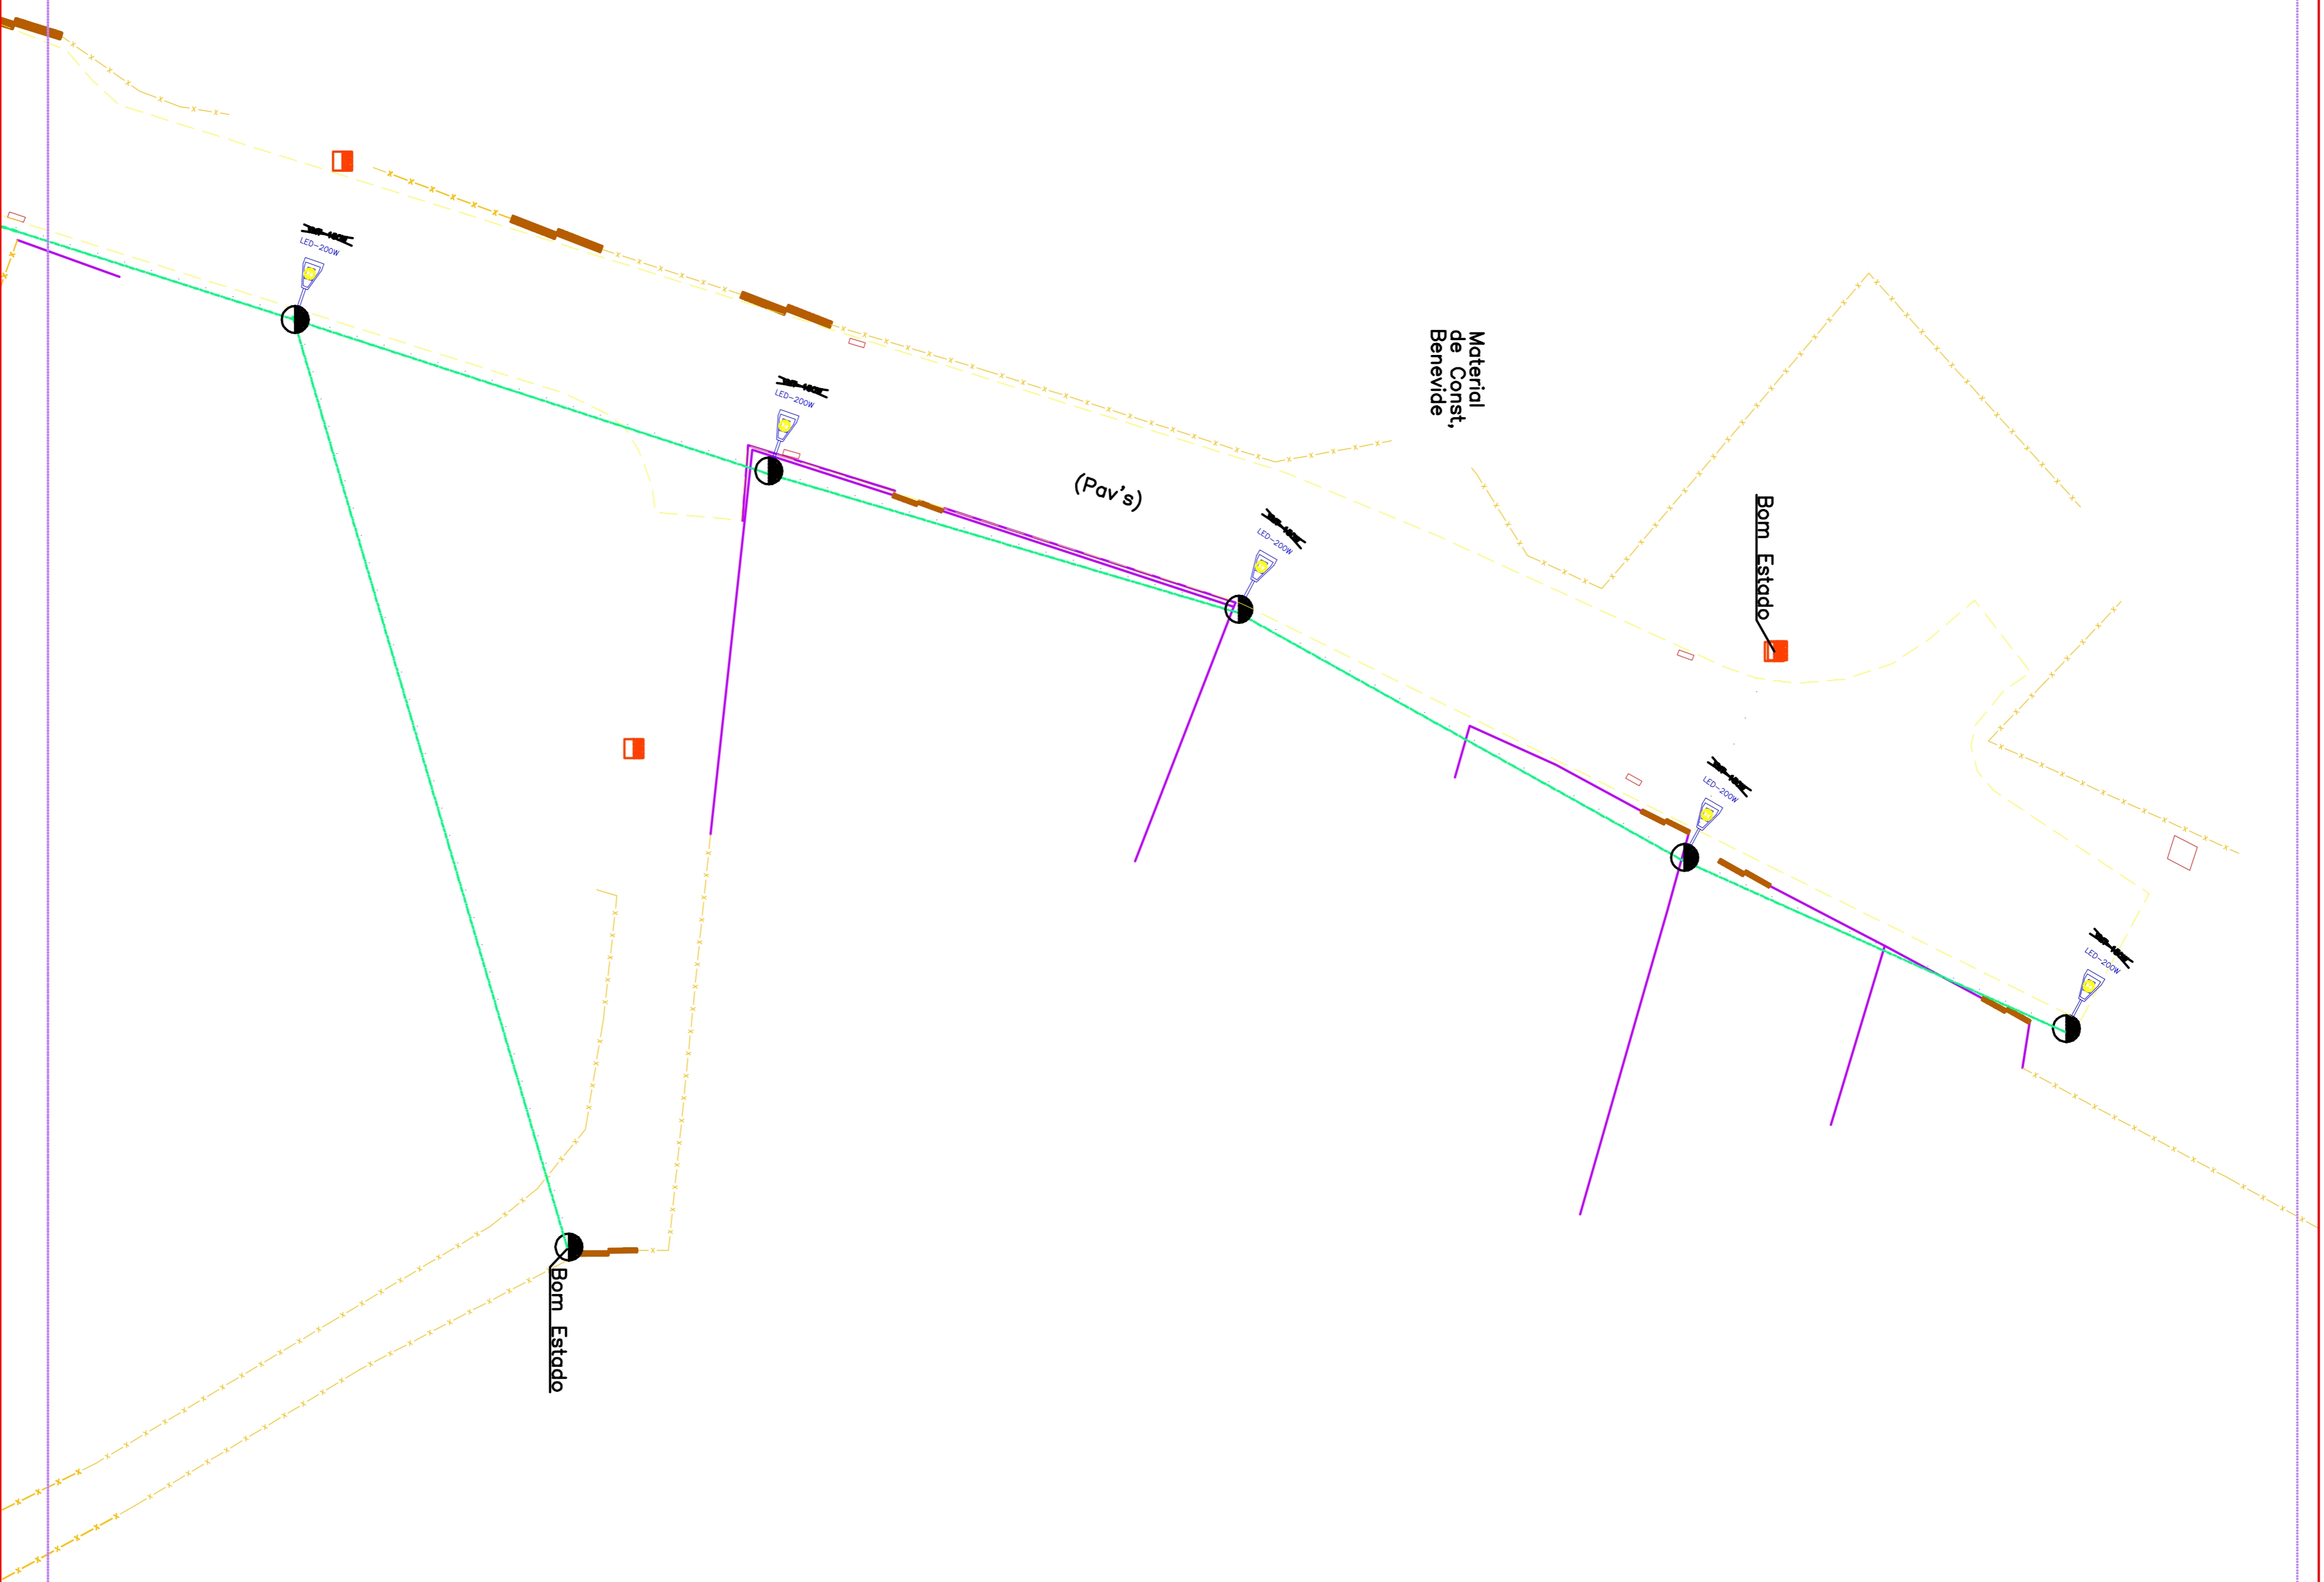 LED-200W
LED-200W
Material
de Const,
Benevide
(Pav's)
LED-200W
Bom Estado
LED-200W
LED-200W
Bom Estado